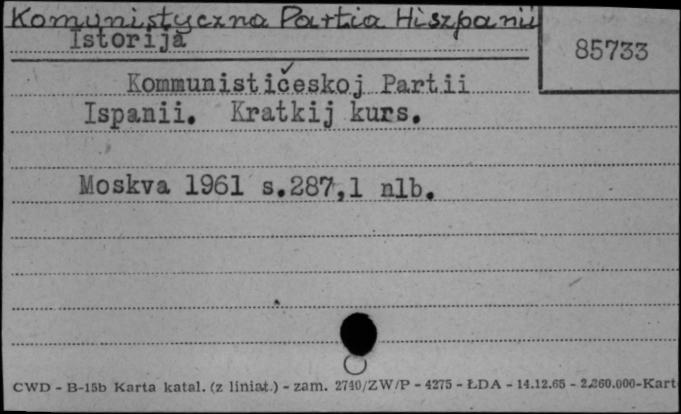 Komunistyczna Partia Hiszpanii
Istorija
85733
Kommunističeskoj Partii
Ispanii. Kratkij kurs.
Moskva 1961 s.287,1 nlb.
CWD - B-15b Karta katal. (z liniat.) - zam. 2740/ZW/P - 4275 - ŁDA - 14.12.65 - 2.260.000-Kart